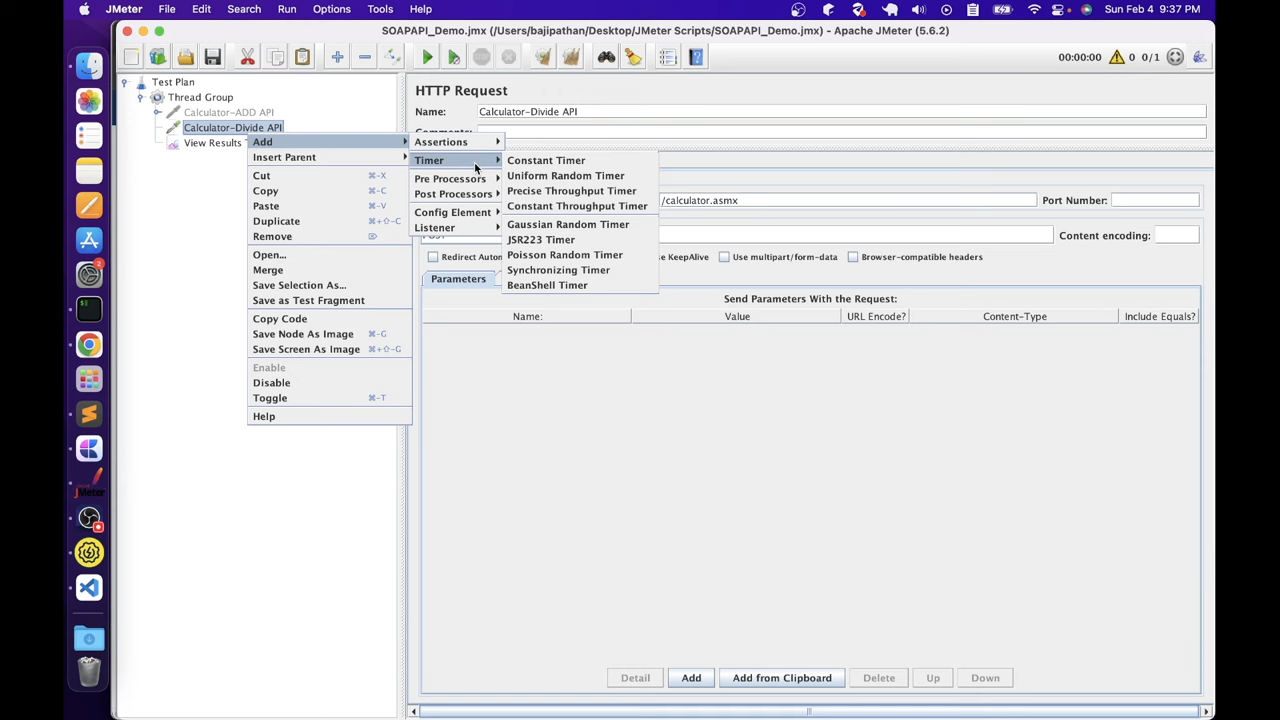 JMeter File Edit Search Run Options Tools Help Sun Feb 4 9:37 PM
SOAPAPI_Demo.jmx (/Users/bajipathan/Desktop/JMeter Scripts/SOAPAPI_Demo.jmx) - Apache JMeter (5.6.2)
00:00:00 0 0/1
Test Plan
Thread Group
Calculator-ADD API
Calculator-Divide API
View Results
HTTP Request
Name: Calculator-Divide API
Comments:
/calculator.asmx Port Number:
Content encoding:
Redirect Auto KeepAlive Use multipart/form-data Browser-compatible headers
Parameters
Send Parameters With the Request:
Name: Value URL Encode? Content-Type Include Equals?
Detail Add Add from Clipboard Delete Up Down
Add
Insert Parent
Cut ⌘-X
Copy ⌘-C
Paste ⌘-V
Duplicate ⌘+⇧-C
Remove ⌦
Open...
Merge
Save Selection As...
Save as Test Fragment
Copy Code
Save Node As Image ⌘-G
Save Screen As Image ⌘+⇧-G
Enable
Disable
Toggle ⌘-T
Help
Assertions
Timer
Pre Processors
Post Processors
Config Element
Listener
Constant Timer
Uniform Random Timer
Precise Throughput Timer
Constant Throughput Timer
Gaussian Random Timer
JSR223 Timer
Poisson Random Timer
Synchronizing Timer
BeanShell Timer
JMeter